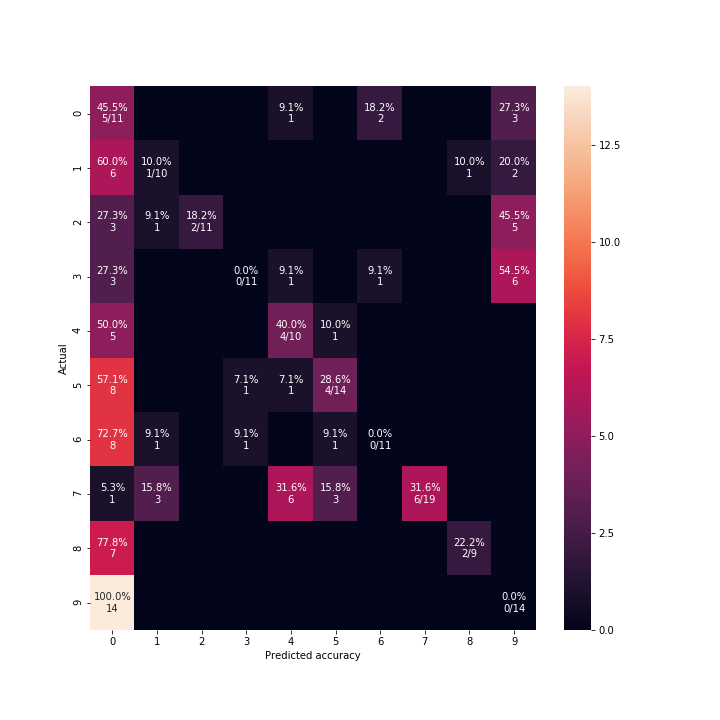 45.5% 9.1% 18.2% 27.3%
0 5/11 1 2 3
12.5
60.0% 10.0% 10.0% 20.0%
1 6 1/10 1 2
27.3% 9.1% 18.2% 45.5%
2 3 1 2/11 5
10.0
27.3% 0.0% 9.1% 9.1% 54.5%
3 3 0/11 1 1 6
50.0% 40.0% 10.0%
4 5 4/10 1
7.5
Actual
57.1% 7.1% 7.1% 28.6%
5 8 1 1 4/14
5.0
72.7% 9.1% 9.1% 9.1% 0.0%
6 8 1 1 1 0/11
5.3% 15.8% 31.6% 15.8% 31.6%
7 1 3 6 3 6/19
2.5
77.8% 22.2%
8 7 2/9
100.0% 0.0%
9 14 0/14
0.0
0 1 2 3 4 5 6 7 8 9
Predicted accuracy